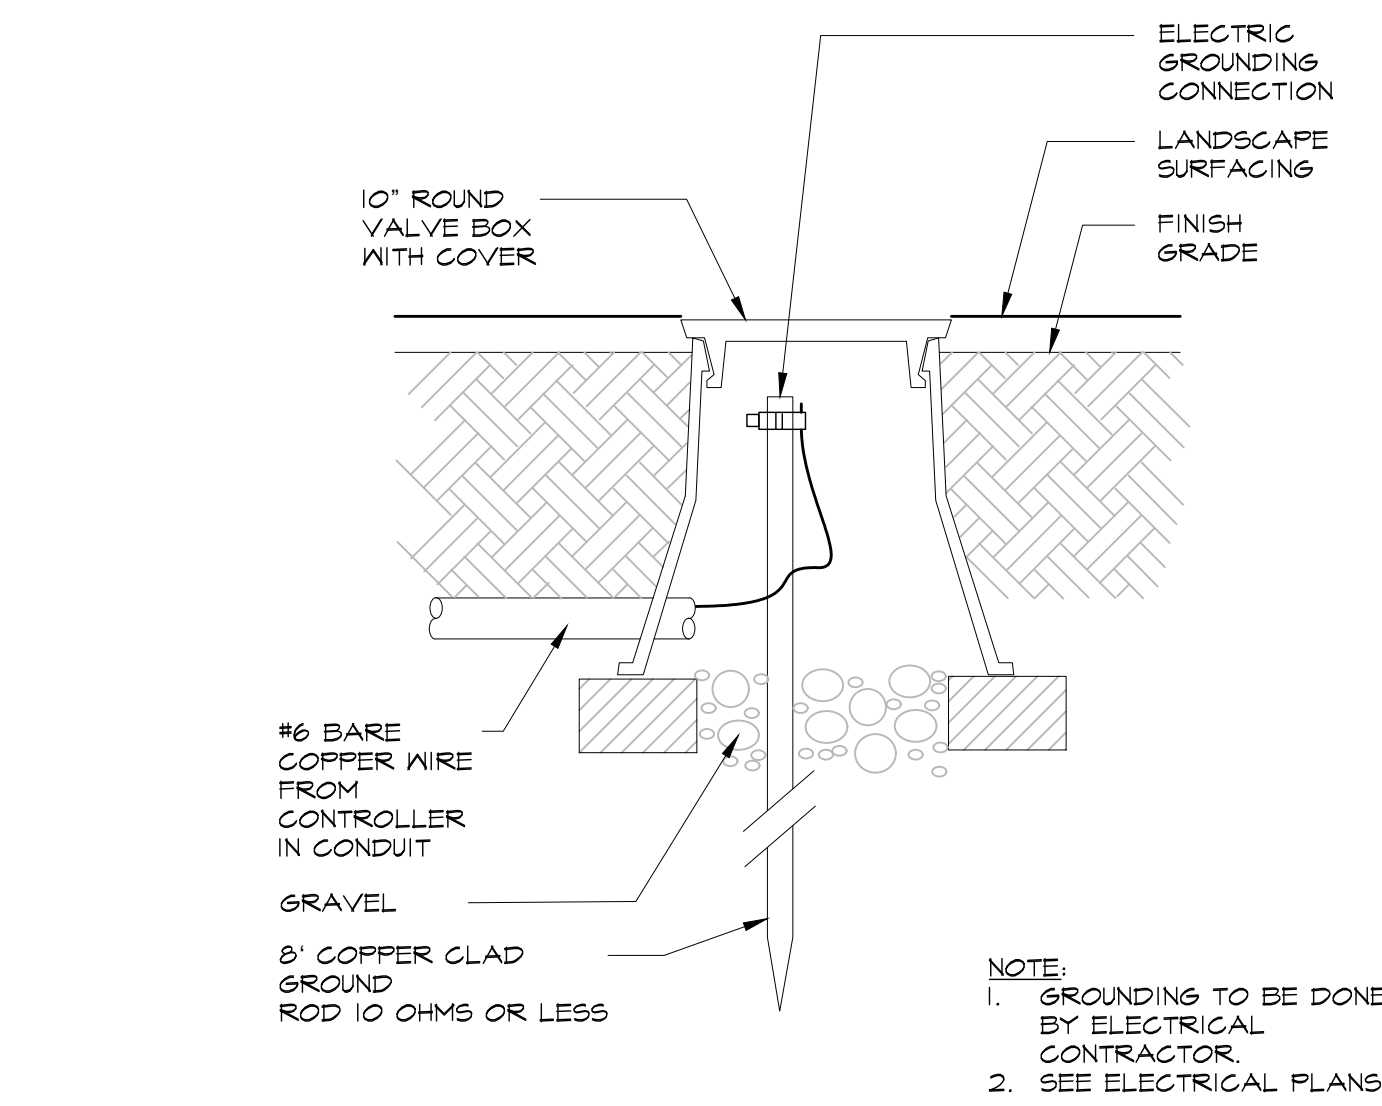 ELECTRIC
GROUNDING
CONNECTION
LANDSCAPE
SURFACING
FINISH
GRADE
10" ROUND
VALVE BOX
WITH COVER
#6 BARE
COPPER WIRE
FROM
CONTROLLER
IN CONDUIT
GRAVEL
8' COPPER CLAD
GROUND
ROD 10 OHMS OR LESS
NOTE:
1. GROUNDING TO BE DONE
BY ELECTRICAL
CONTRACTOR.
2. SEE ELECTRICAL PLANS